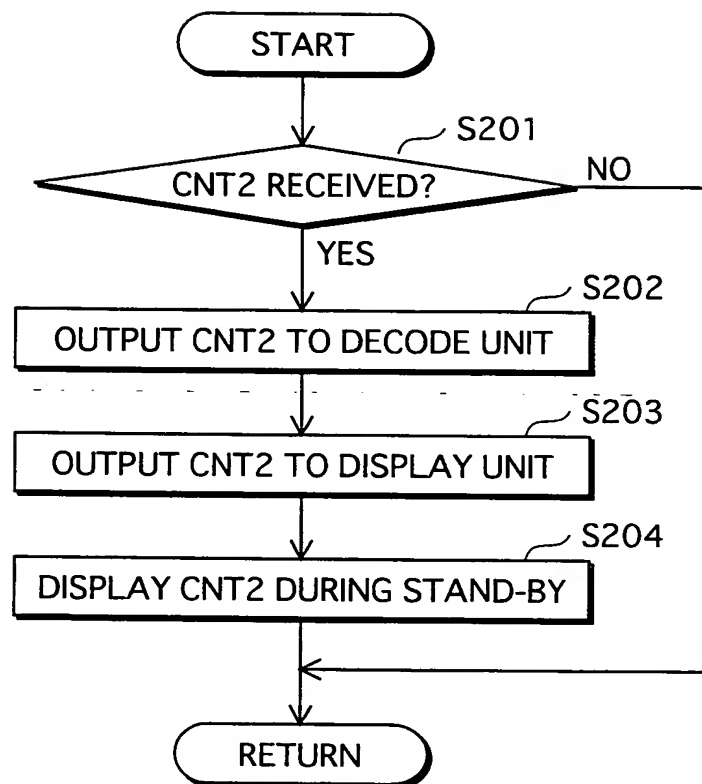 START
S201
CNT2 RECEIVED?
NO
YES
S202
OUTPUT CNT2 TO DECODE UNIT
S203
OUTPUT CNT2 TO DISPLAY UNIT
S204
DISPLAY CNT2 DURING STAND-BY
RETURN